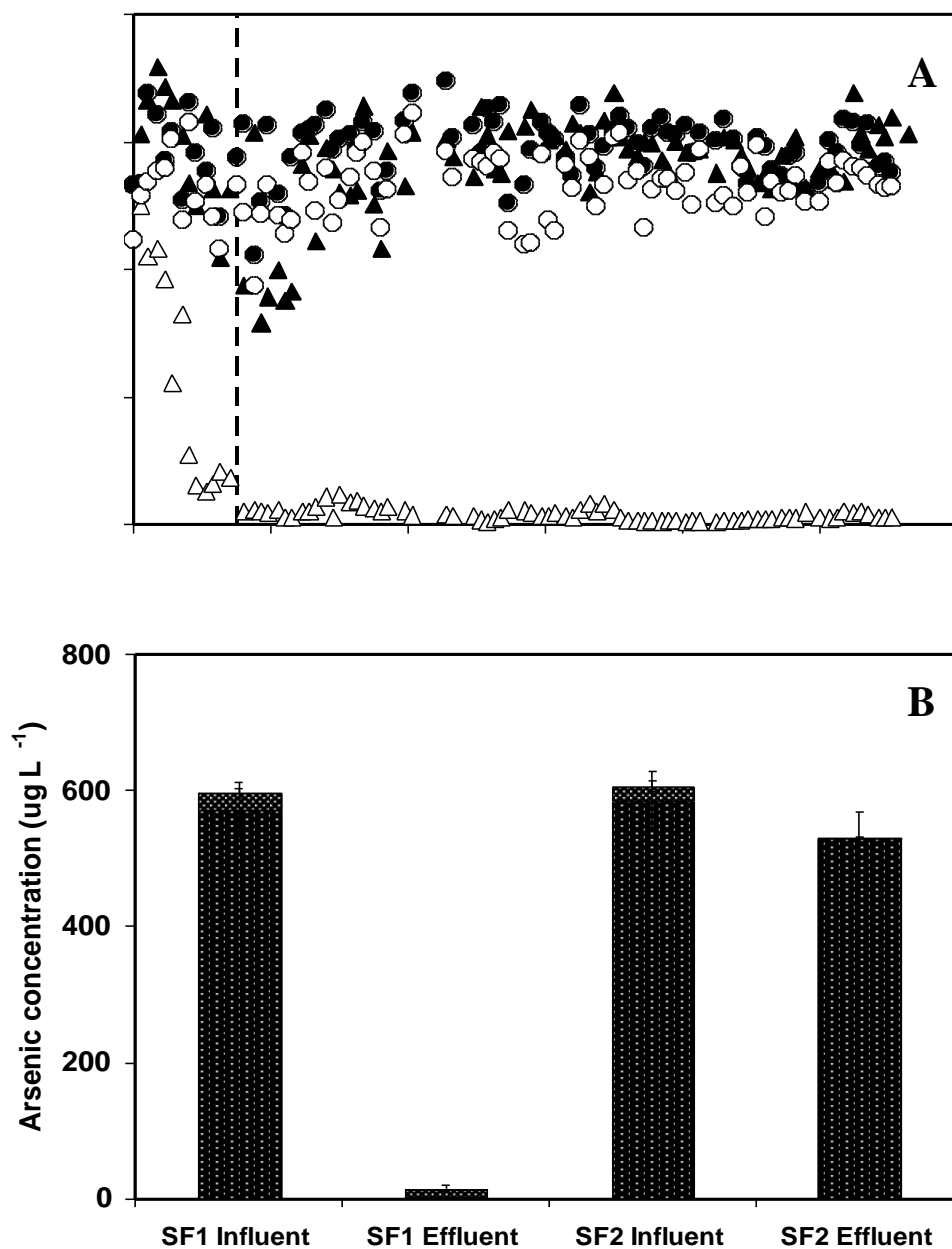 A
B
Arsenic concentration (ug L -1)
800
600
400
200
0
SF1 Influent SF1 Effluent SF2 Influent SF2 Effluent